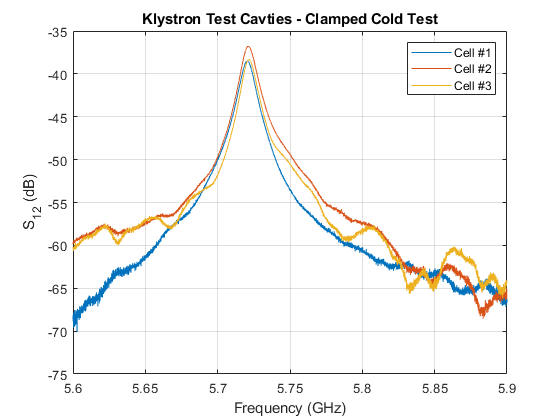 Klystron Test Cavties - Clamped Cold Test
-35
-40
-45
-50
-55
-60
-65
-70
-75
S12 (dB)
Cell #1
Cell #2
Cell #3
5.6 5.65 5.7 5.75 5.8 5.85 5.9
Frequency (GHz)